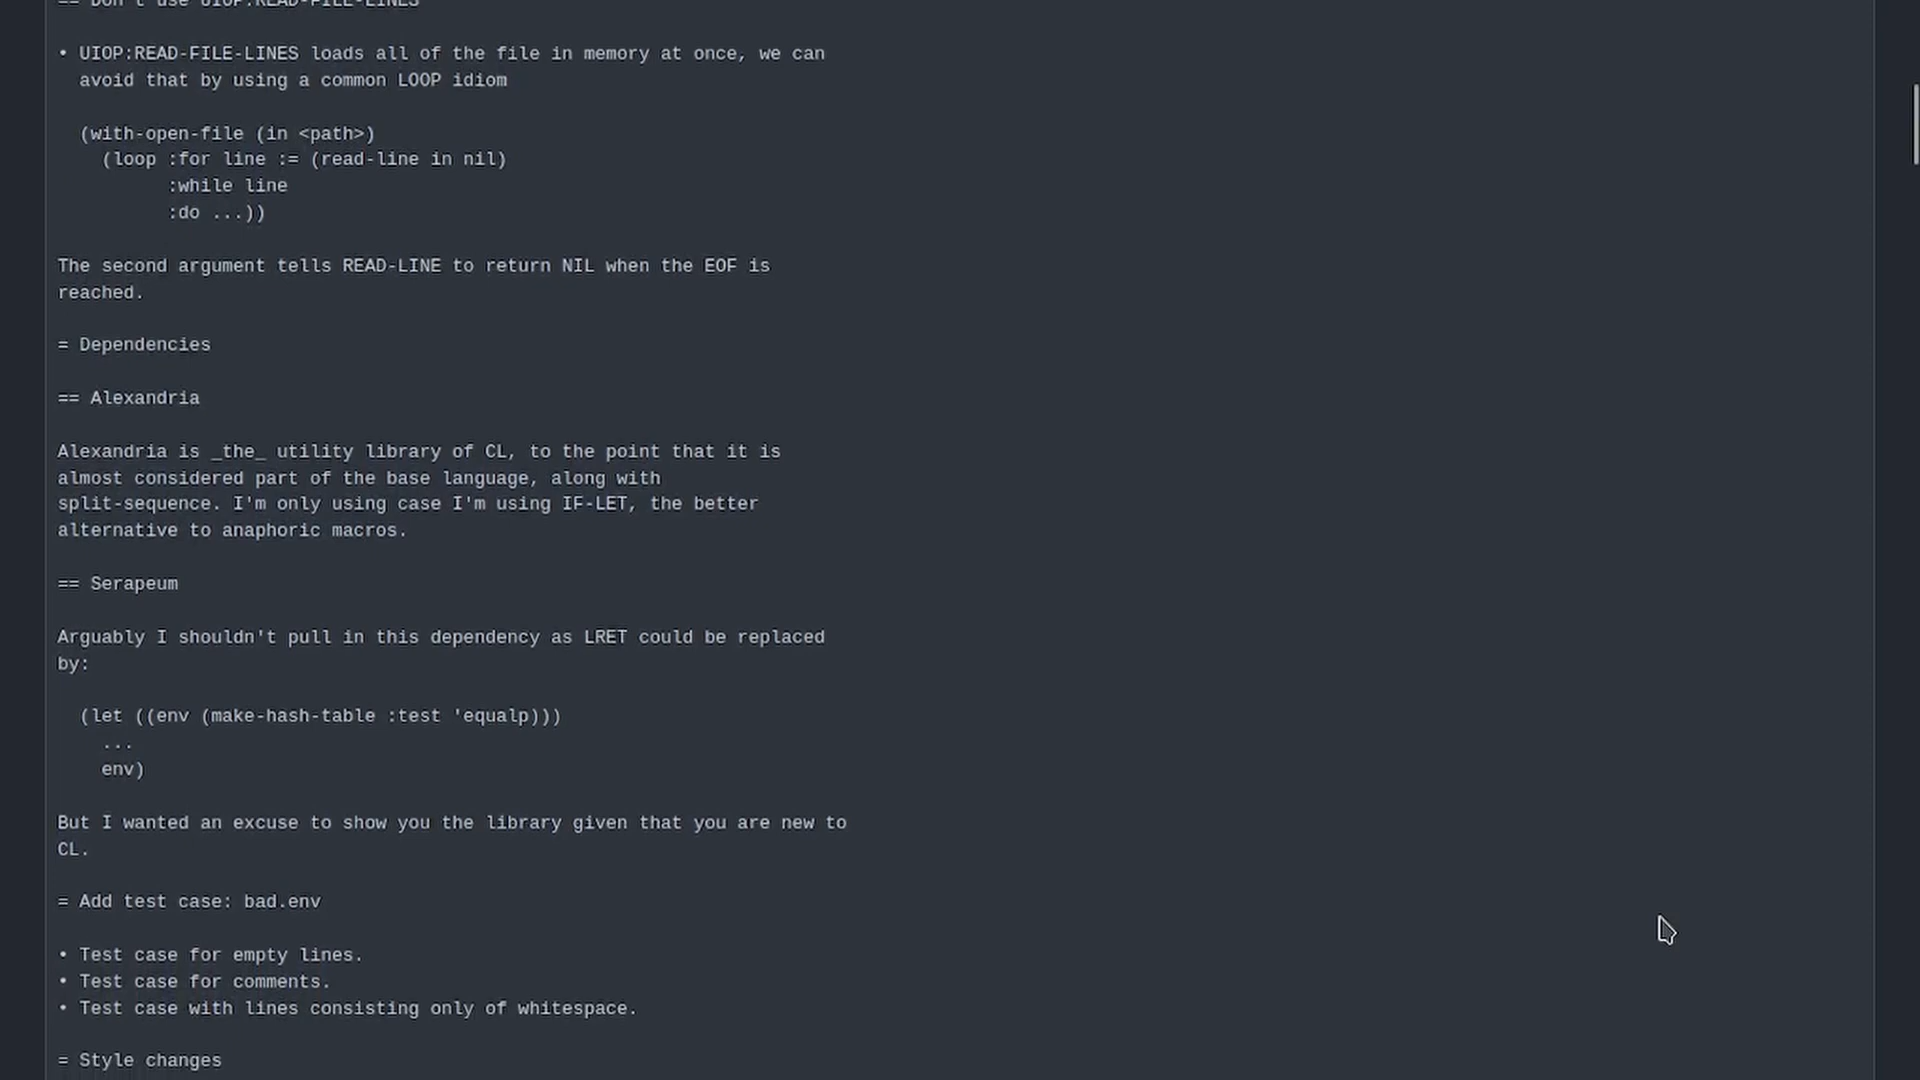 == Don't use UIOP:READ-FILE-LINES
• UIOP:READ-FILE-LINES loads all of the file in memory at once, we can
avoid that by using a common LOOP idiom
(with-open-file (in <path>)
(loop :for line := (read-line in nil)
:while line
:do ...))
The second argument tells READ-LINE to return NIL when the EOF is
reached.
= Dependencies
== Alexandria
Alexandria is _the_ utility library of CL, to the point that it is
almost considered part of the base language, along with
split-sequence. I'm only using case I'm using IF-LET, the better
alternative to anaphoric macros.
== Serapeum
Arguably I shouldn't pull in this dependency as LRET could be replaced
by:
(let ((env (make-hash-table :test 'equalp)))
...
env)
But I wanted an excuse to show you the library given that you are new to
CL.
= Add test case: bad.env
• Test case for empty lines.
• Test case for comments.
• Test case with lines consisting only of whitespace.
= Style changes